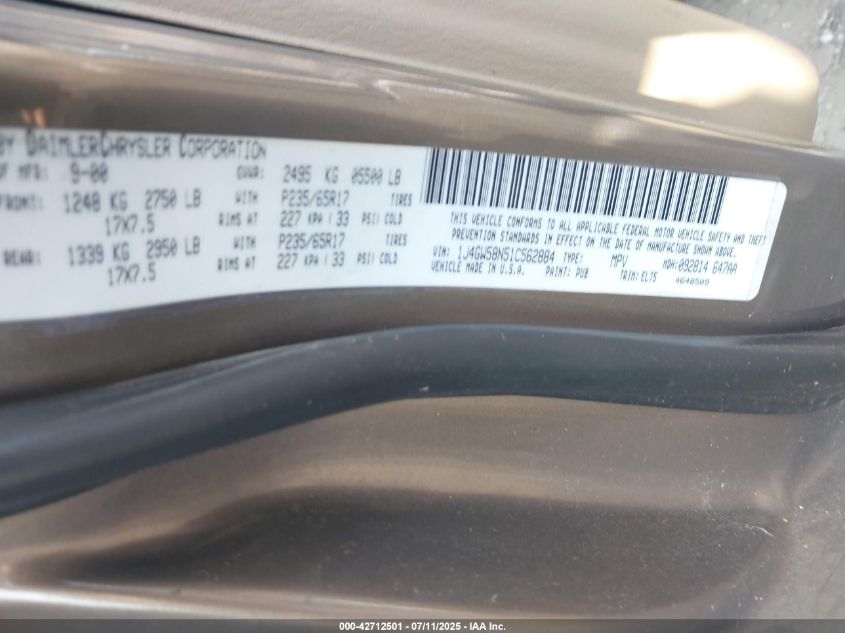 BY DAIMLERCHRYSLER CORPORATION
OF MFR: 9-00 GVWR: 2495 KG 05500 LB
FRONT: 1248 KG 2750 LB WITH P235/65R17 TIRES
17X7.5 RIMS AT 227 KPA ( 33 PSI) COLD
REAR: 1339 KG 2950 LB WITH P235/65R17 TIRES
17X7.5 RIMS AT 227 KPA ( 33 PSI) COLD
THIS VEHICLE CONFORMS TO ALL APPLICABLE FEDERAL MOTOR VEHICLE SAFETY AND THEFT
PREVENTION STANDARDS IN EFFECT ON THE DATE OF MANUFACTURE SHOWN ABOVE.
VIN: 1J4GW58N51C562884 TYPE: MPV MDH: 092814 647AA
VEHICLE MADE IN U.S.A. PAINT: PUB TRIM: ELT5 4648509
000-42712501 - 07/11/2025 - IAA Inc.